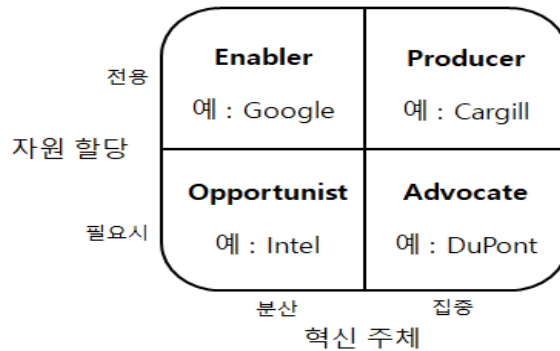 Enabler
Producer
전용
예 : Google
예 : Cargill
자원 할당
Opportunist
Advocate
필요시
예 : Intel
예 : DuPont
분산
집중
혁신 주체